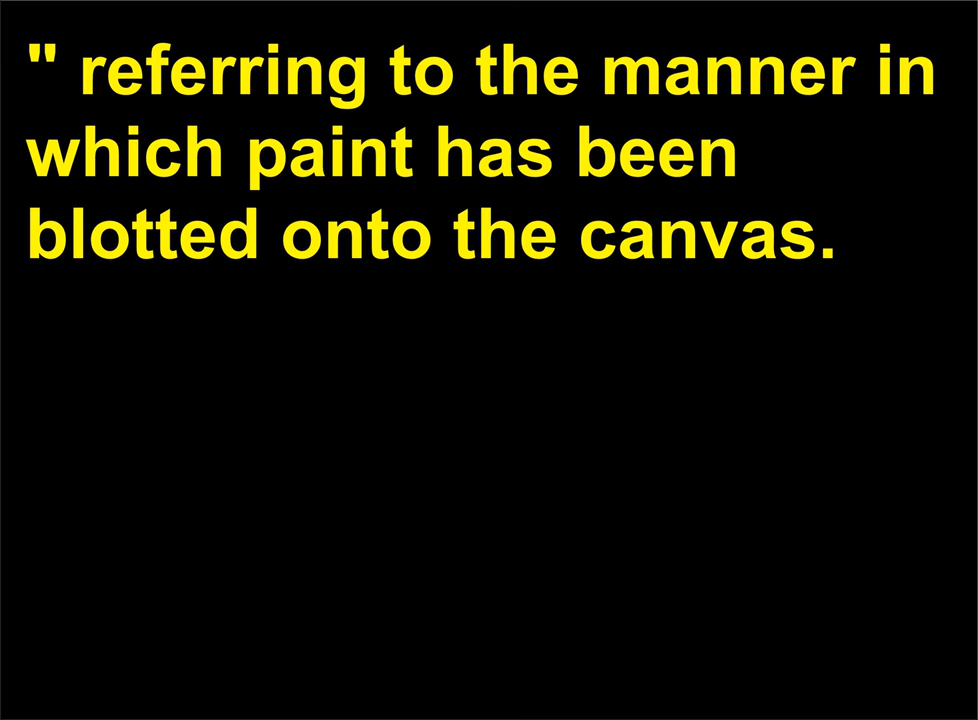 " referring to the manner in
which paint has been
blotted onto the canvas.